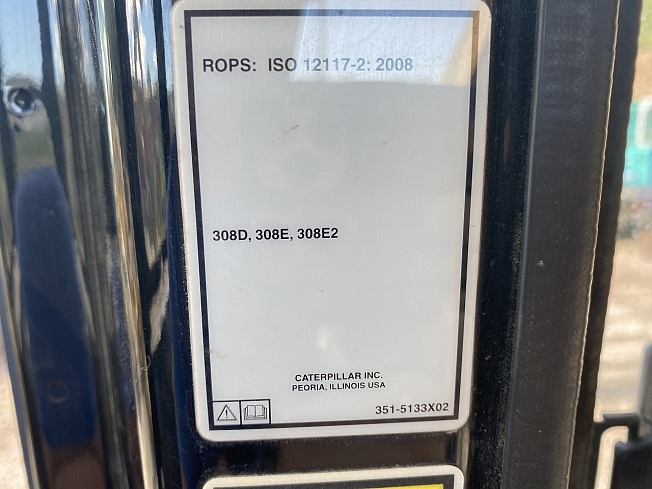 ROPS: ISO 12117-2: 2008
308D, 308E, 308E2
CATERPILLAR INC.
PEORIA, ILLINOIS USA
351-5133X02